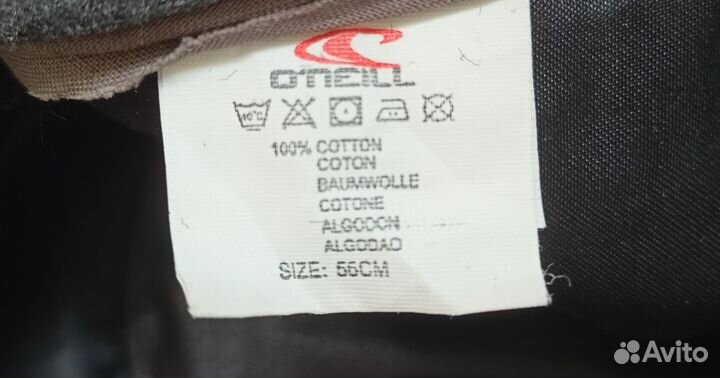 O'NEILL
40°C
100% COTTON
COTON
BAUMWOLLE
COTONE
ALGODON
ALGODAO
SIZE: 56CM
Avito